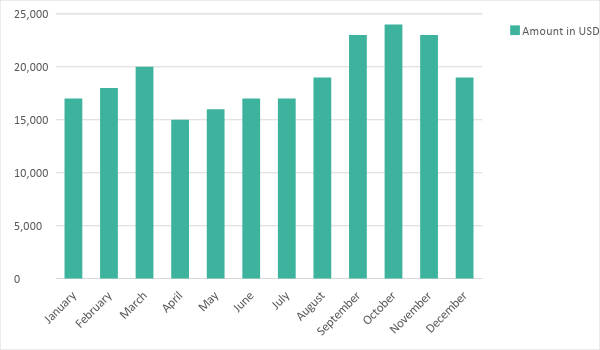 25,000
20,000
15,000
10,000
5,000
0
January
February
March
April
May
June
July
August
September
October
November
December
Amount in USD